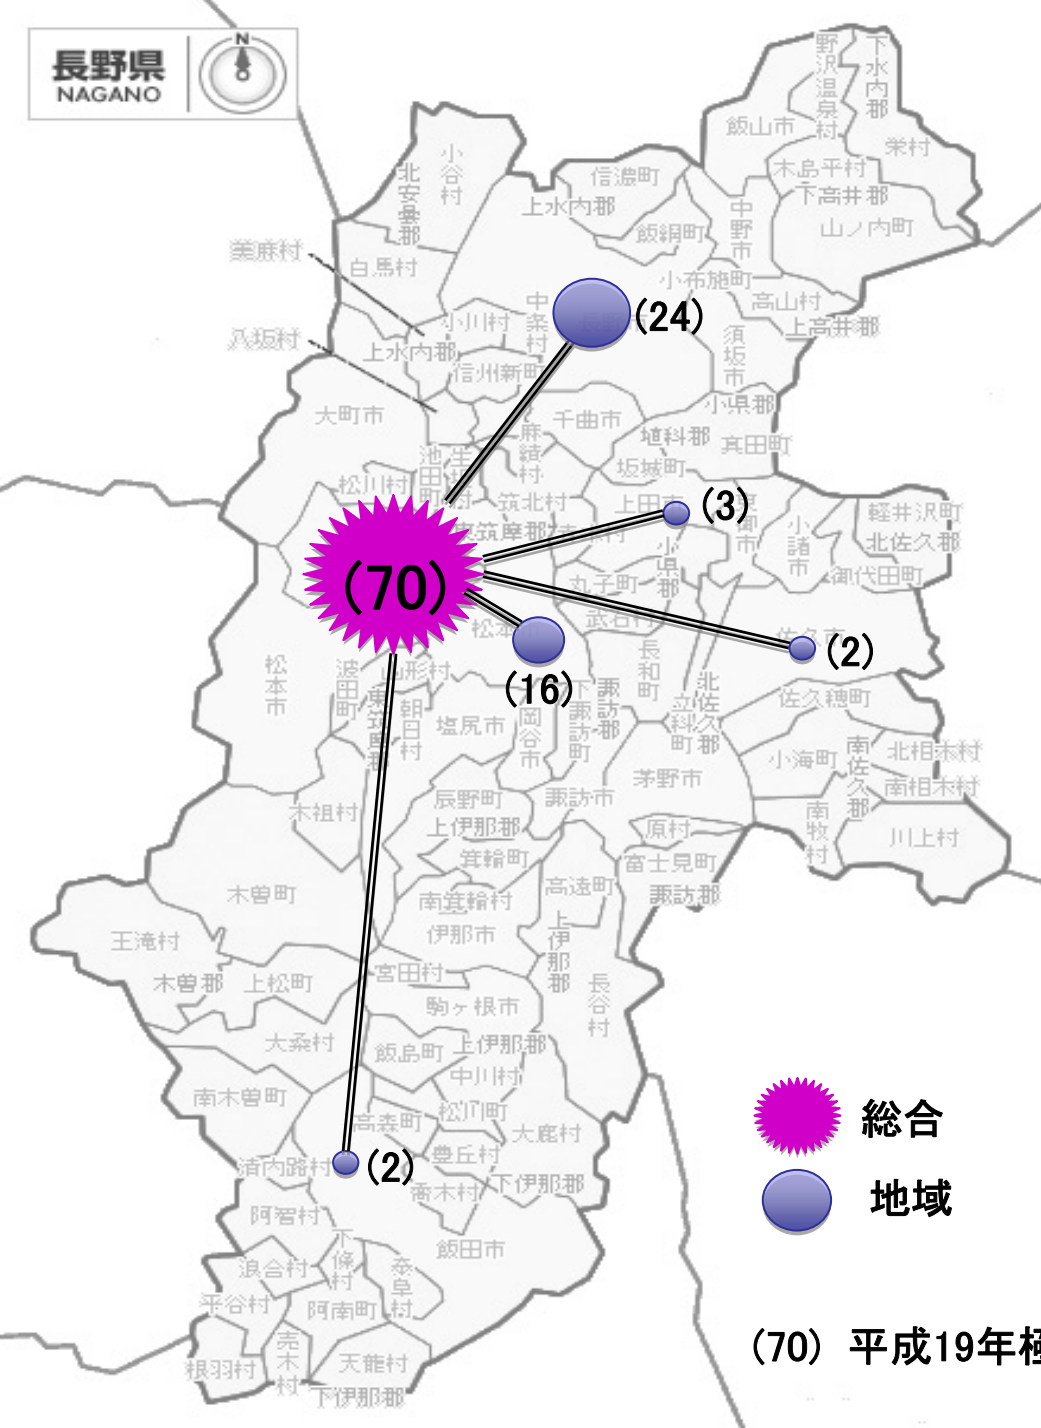 長野県
NAGANO
N
野沢温泉村
下水内郡
飯山市
栄村
小谷村
北安曇郡
木島平村
信濃町
下高井郡
上水内郡
中野市
山ノ内町
飯綱町
美麻村
白馬村
小布施町
高山村
小川村
中条村
(24)
上高井郡
須坂市
八坂村
上水内郡
信州新町
大町市
千曲市
小県郡
麻績村
埴科郡
真田町
坂城町
松川村
筑北村
上田市
(3)
小諸市
軽井沢町
北佐久郡
東筑摩郡
小県郡
(70)
丸子町
御代田町
武石村
佐久市
(2)
松本市
波田町
山形村
(16)
長和町
北佐久郡
立科町
佐久穂町
東筑摩郡
朝日村
塩尻市
岡谷市
下諏訪町
諏訪郡
小海町
南佐久郡
北相木村
茅野市
南相木村
木祖村
辰野町
諏訪市
上伊那郡
原村
南牧村
川上村
箕輪町
富士見町
木曽町
高遠町
諏訪郡
南箕輪村
伊那市
上伊那郡
王滝村
木曽郡
上松町
宮田村
長谷村
駒ヶ根市
大桑村
飯島町
上伊那郡
中川村
南木曽町
高森町
松川町
大鹿村
総合
豊丘村
清内路村
(2)
喬木村
下伊那郡
地域
阿智村
下條村
飯田市
浪合村
泰阜村
平谷村
阿南町
売木村
(70) 平成19年
根羽村
天龍村
下伊那郡